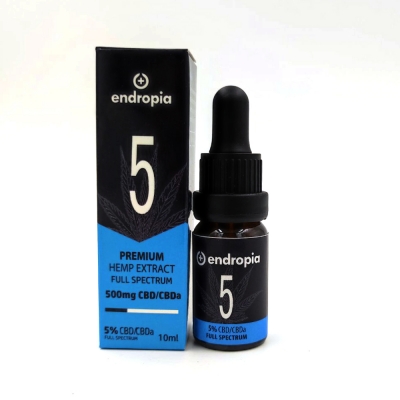 endropia
5
PREMIUM
HEMP EXTRACT
FULL SPECTRUM
500mg CBD/CBDa
5% CBD/CBDa
FULL SPECTRUM
10ml
endropia
5
5% CBD/CBDa
FULL SPECTRUM